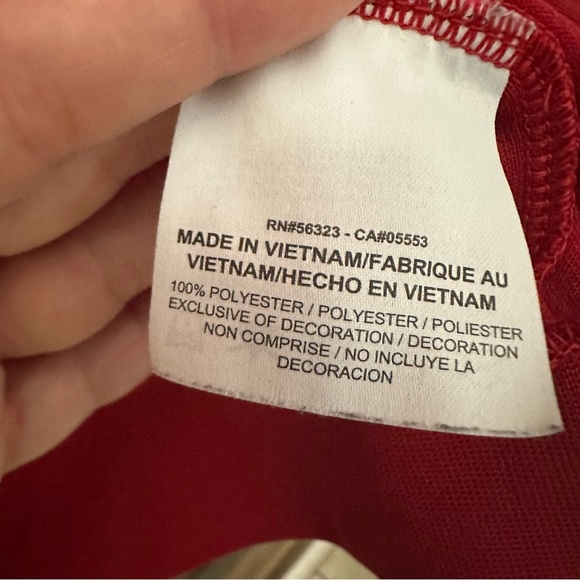 RN#56323 - CA#05553
MADE IN VIETNAM/FABRIQUE AU
VIETNAM/HECHO EN VIETNAM
100% POLYESTER / POLYESTER / POLIESTER
EXCLUSIVE OF DECORATION / DECORATION
NON COMPRISE / NO INCLUYE LA
DECORACION